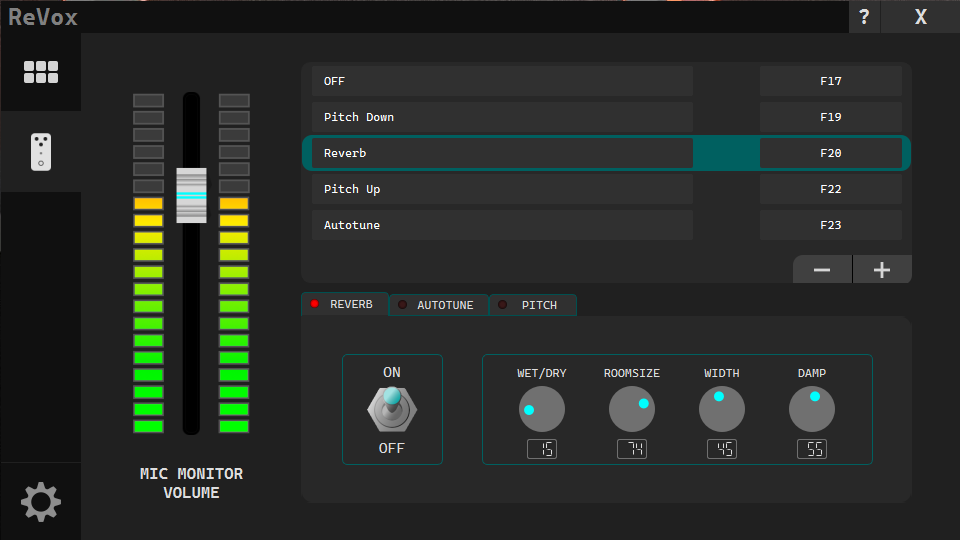 ReVox ? X
OFF F17
Pitch Down F19
Reverb F20
Pitch Up F22
Autotune F23
− +
REVERB AUTOTUNE PITCH
ON
OFF
WET/DRY ROOMSIZE WIDTH DAMP
15 74 45 55
MIC MONITOR
VOLUME